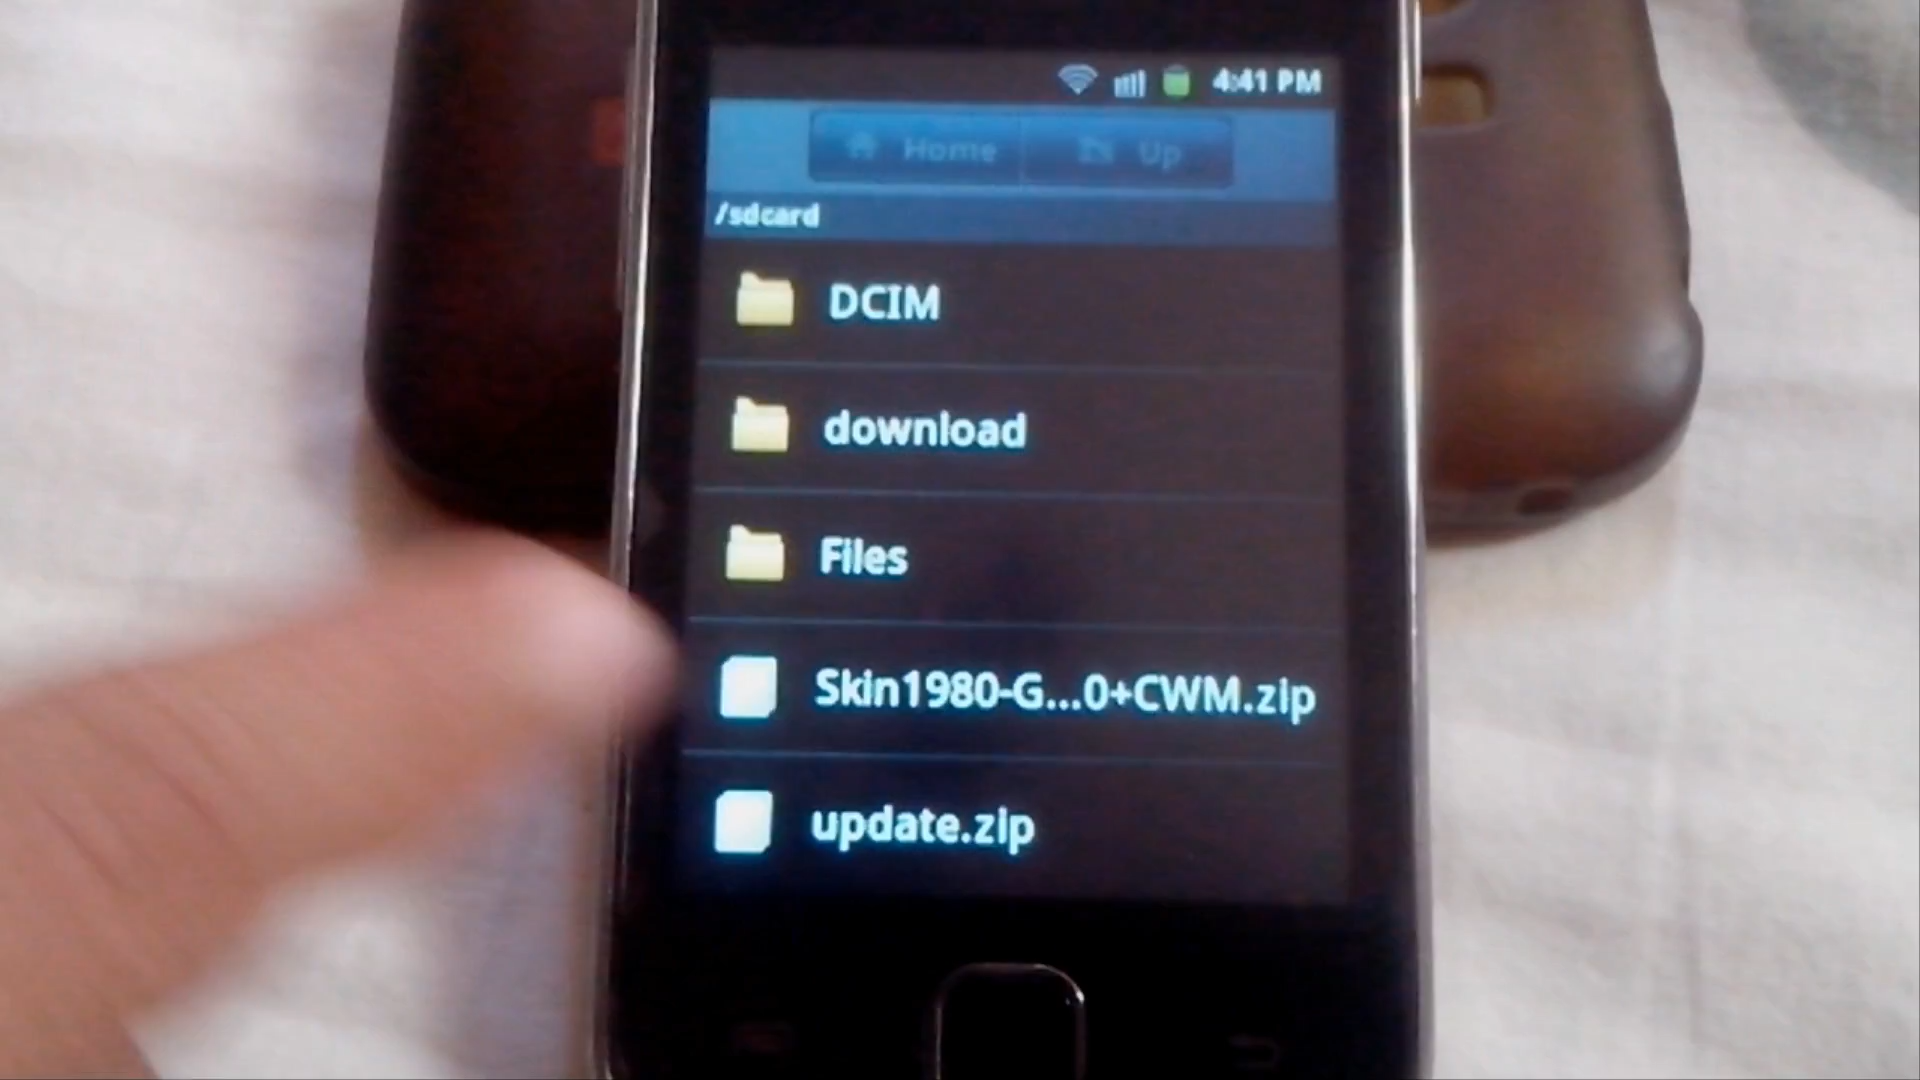 4:41 PM
Home Up
/sdcard
DCIM
download
Files
Skin1980-G...0+CWM.zip
update.zip